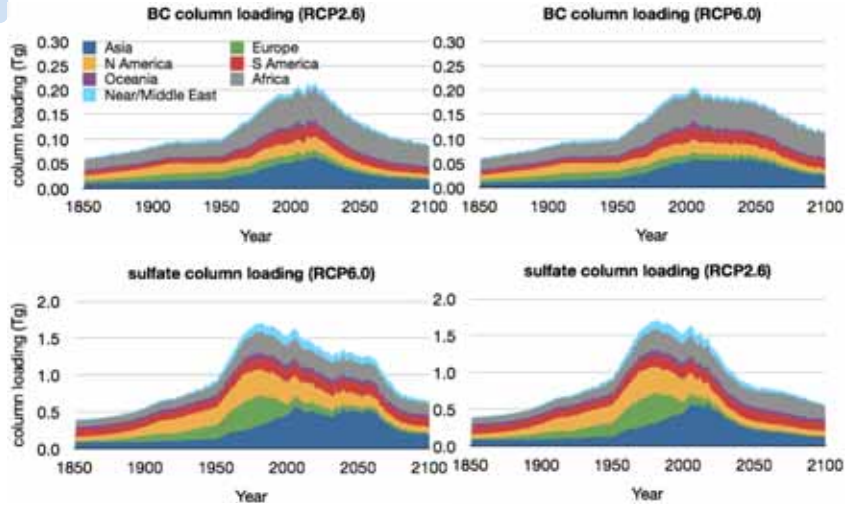 BC column loading (RCP2.6)
column loading (Tg)
0.30
0.25
0.20
0.15
0.10
0.05
0.00
Asia
N America
Oceania
Near/Middle East
Europe
S America
Africa
1850 1900 1950 2000 2050 2100
Year
BC column loading (RCP6.0)
0.30
0.25
0.20
0.15
0.10
0.05
0.00
1850 1900 1950 2000 2050 2100
Year
sulfate column loading (RCP6.0)
column loading (Tg)
2.0
1.5
1.0
0.5
0.0
1850 1900 1950 2000 2050 2100
Year
sulfate column loading (RCP2.6)
2.0
1.5
1.0
0.5
0.0
1850 1900 1950 2000 2050 2100
Year